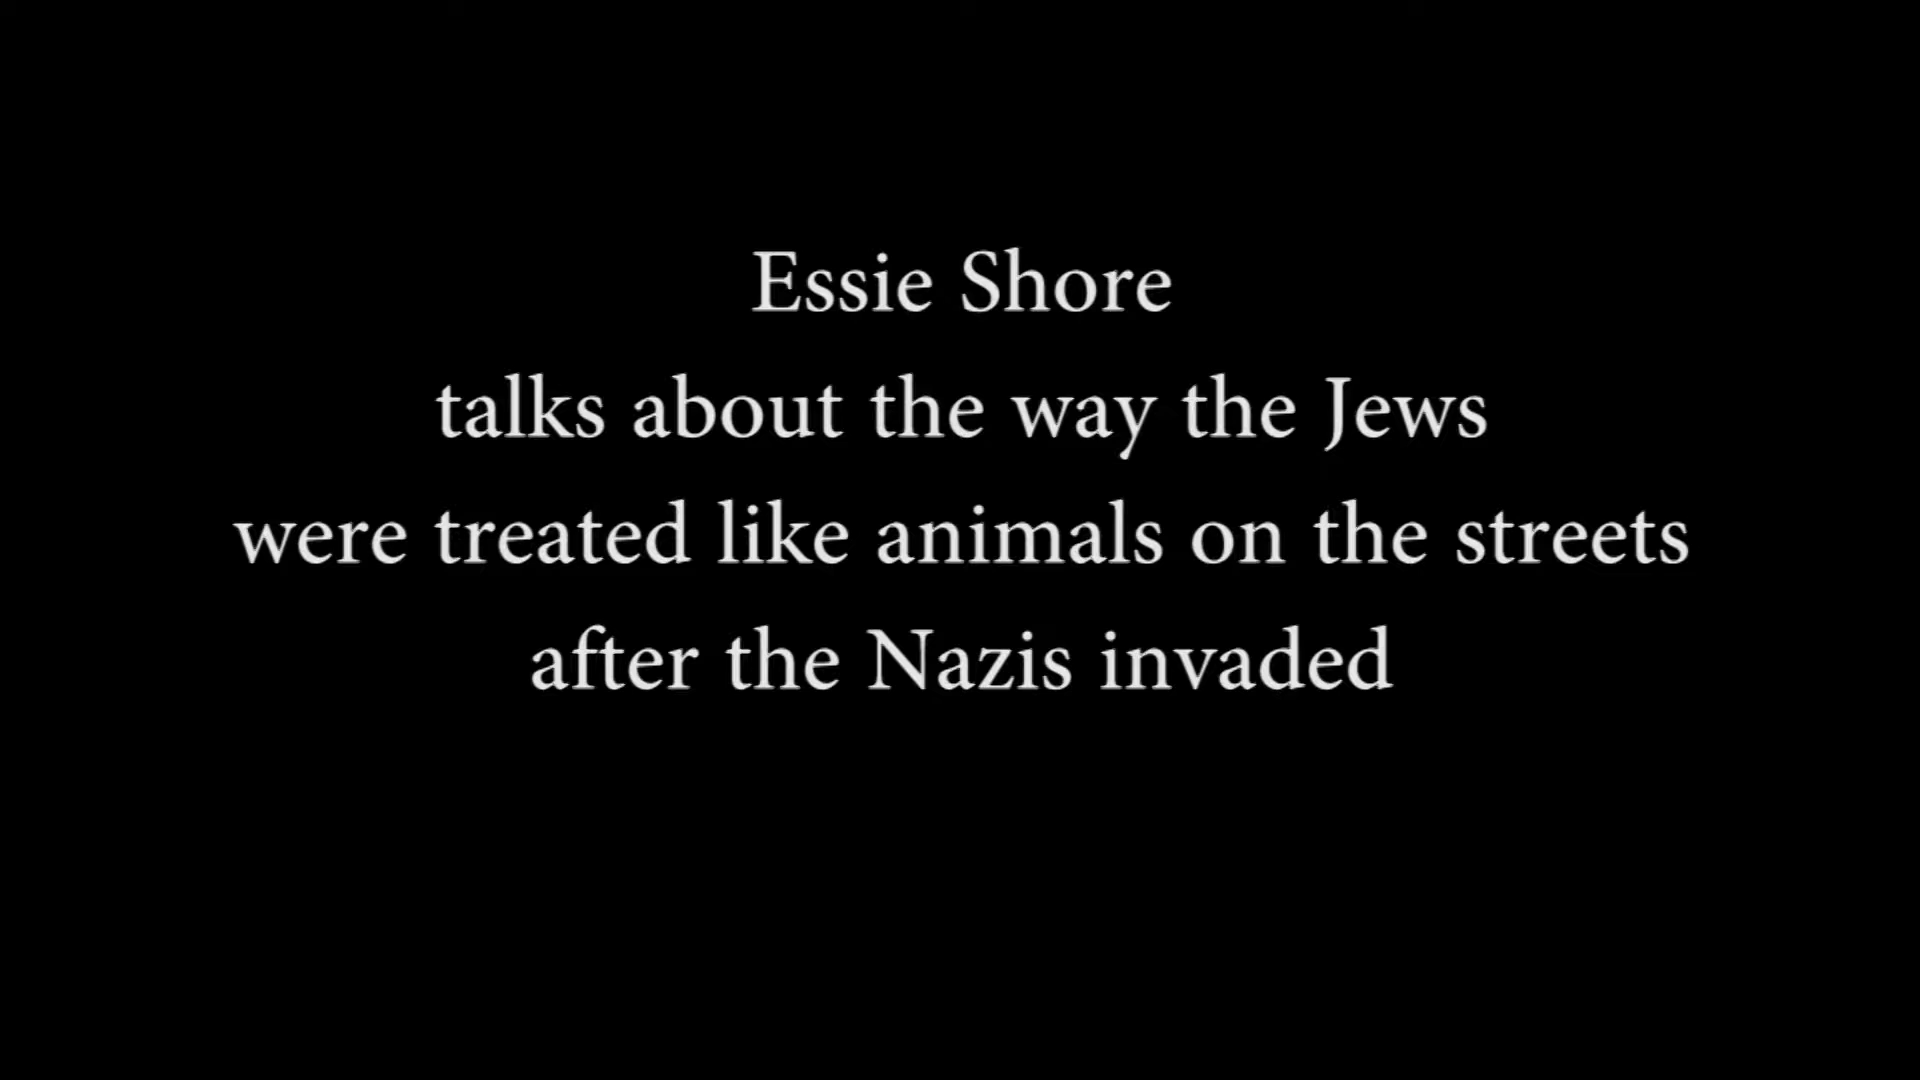 Essie Shore
talks about the way the Jews
were treated like animals on the streets
after the Nazis invaded